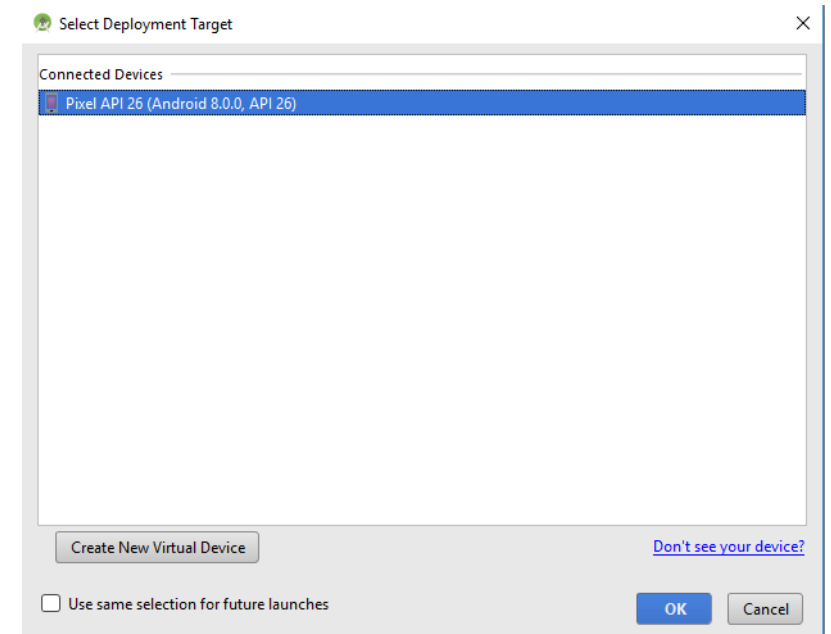 Select Deployment Target
Connected Devices
Pixel API 26 (Android 8.0.0, API 26)
Create New Virtual Device
Don't see your device?
Use same selection for future launches
OK
Cancel